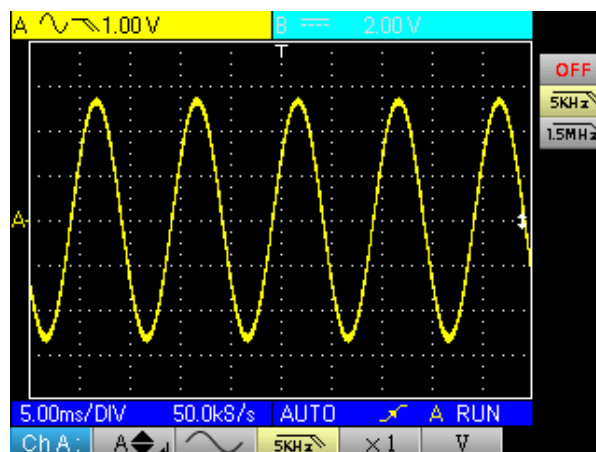 A 1.00 V B 2.00 V
T
OFF
5KHz
1.5MHz
A
5.00ms/DIV 50.0kS/s AUTO A RUN
Ch A: A 5KHz ×1 V